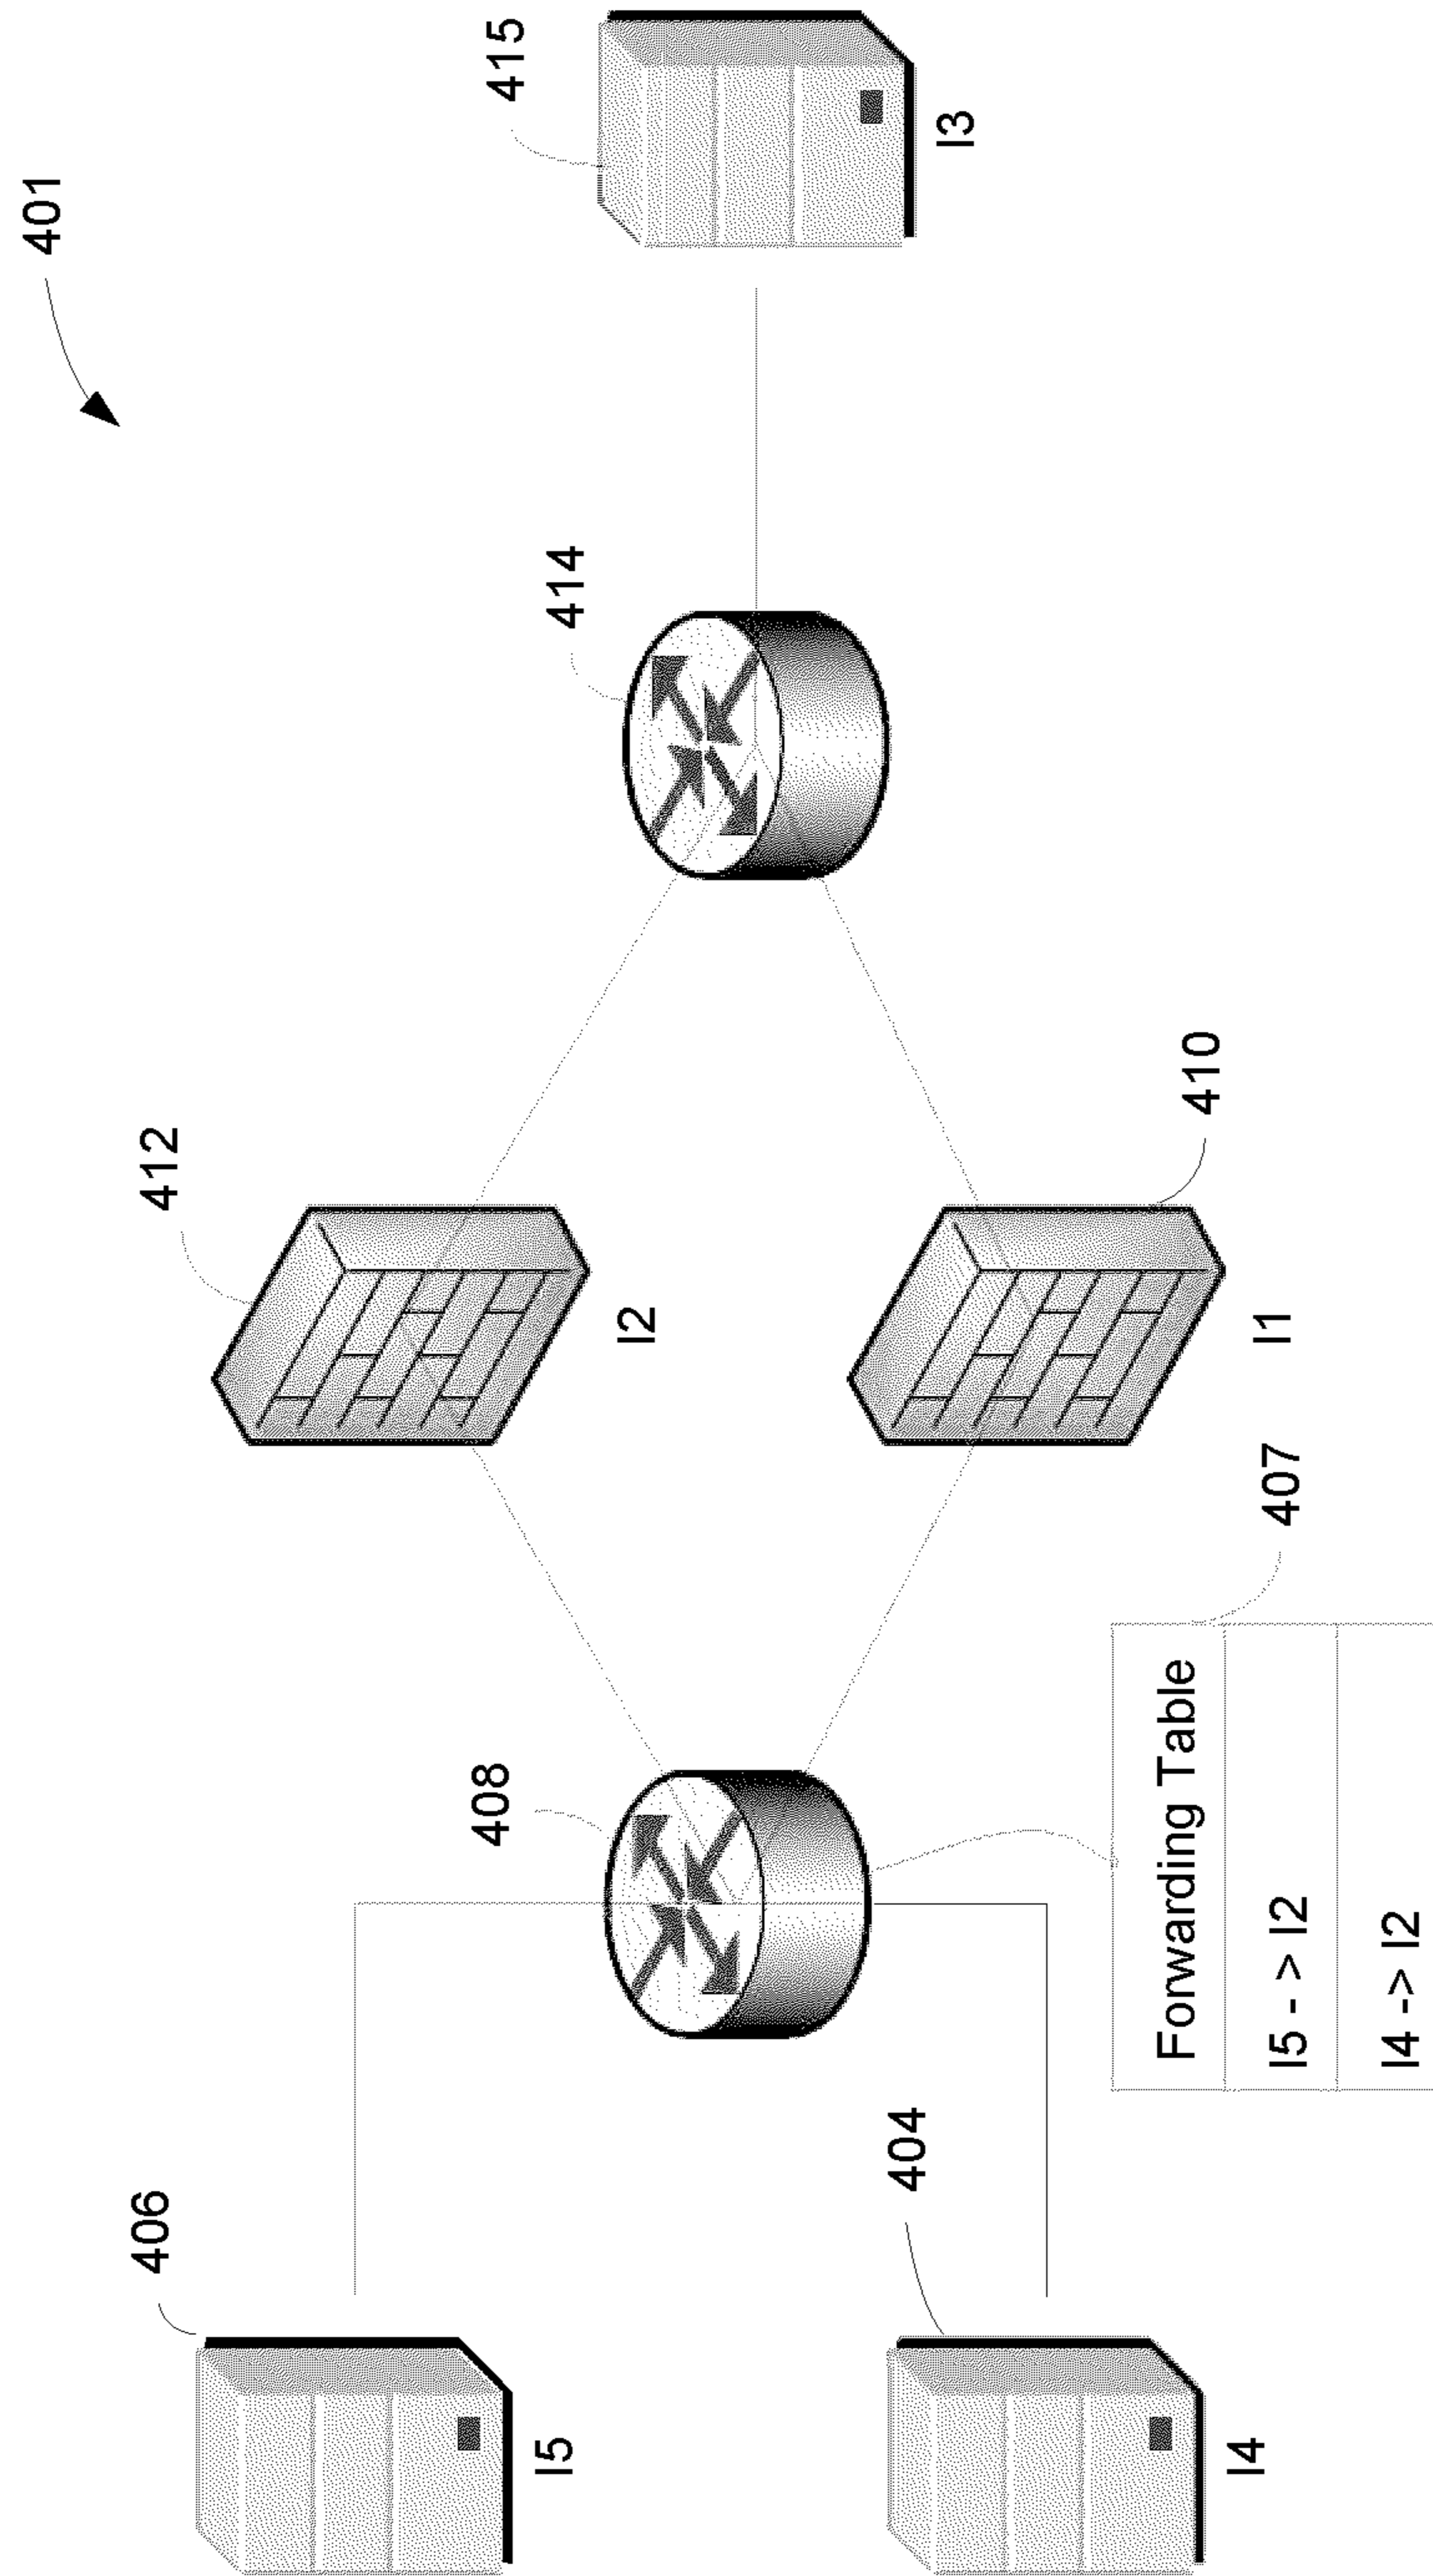 401
406
412
414
415
408
I5
I2
I3
404
410
407
I4
I1
Forwarding Table
I5 - > I2
I4 -> I2